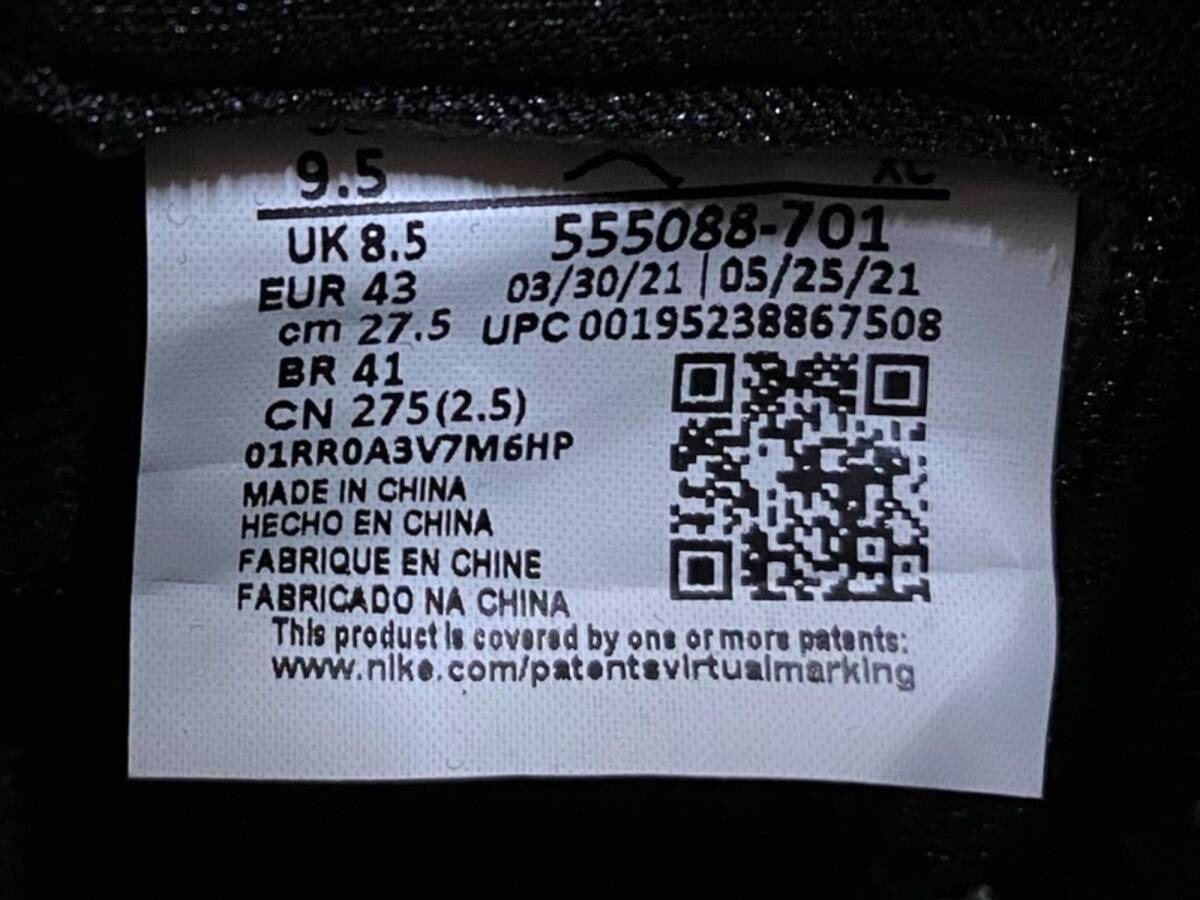 9.5 XC
UK 8.5 555088-701
EUR 43 03/30/21 | 05/25/21
cm 27.5 UPC 00195238867508
BR 41
CN 275(2.5)
01RR0A3V7M6HP
MADE IN CHINA
HECHO EN CHINA
FABRIQUE EN CHINE
FABRICADO NA CHINA
This product is covered by one or more patents:
www.nike.com/patentsvirtualmarking